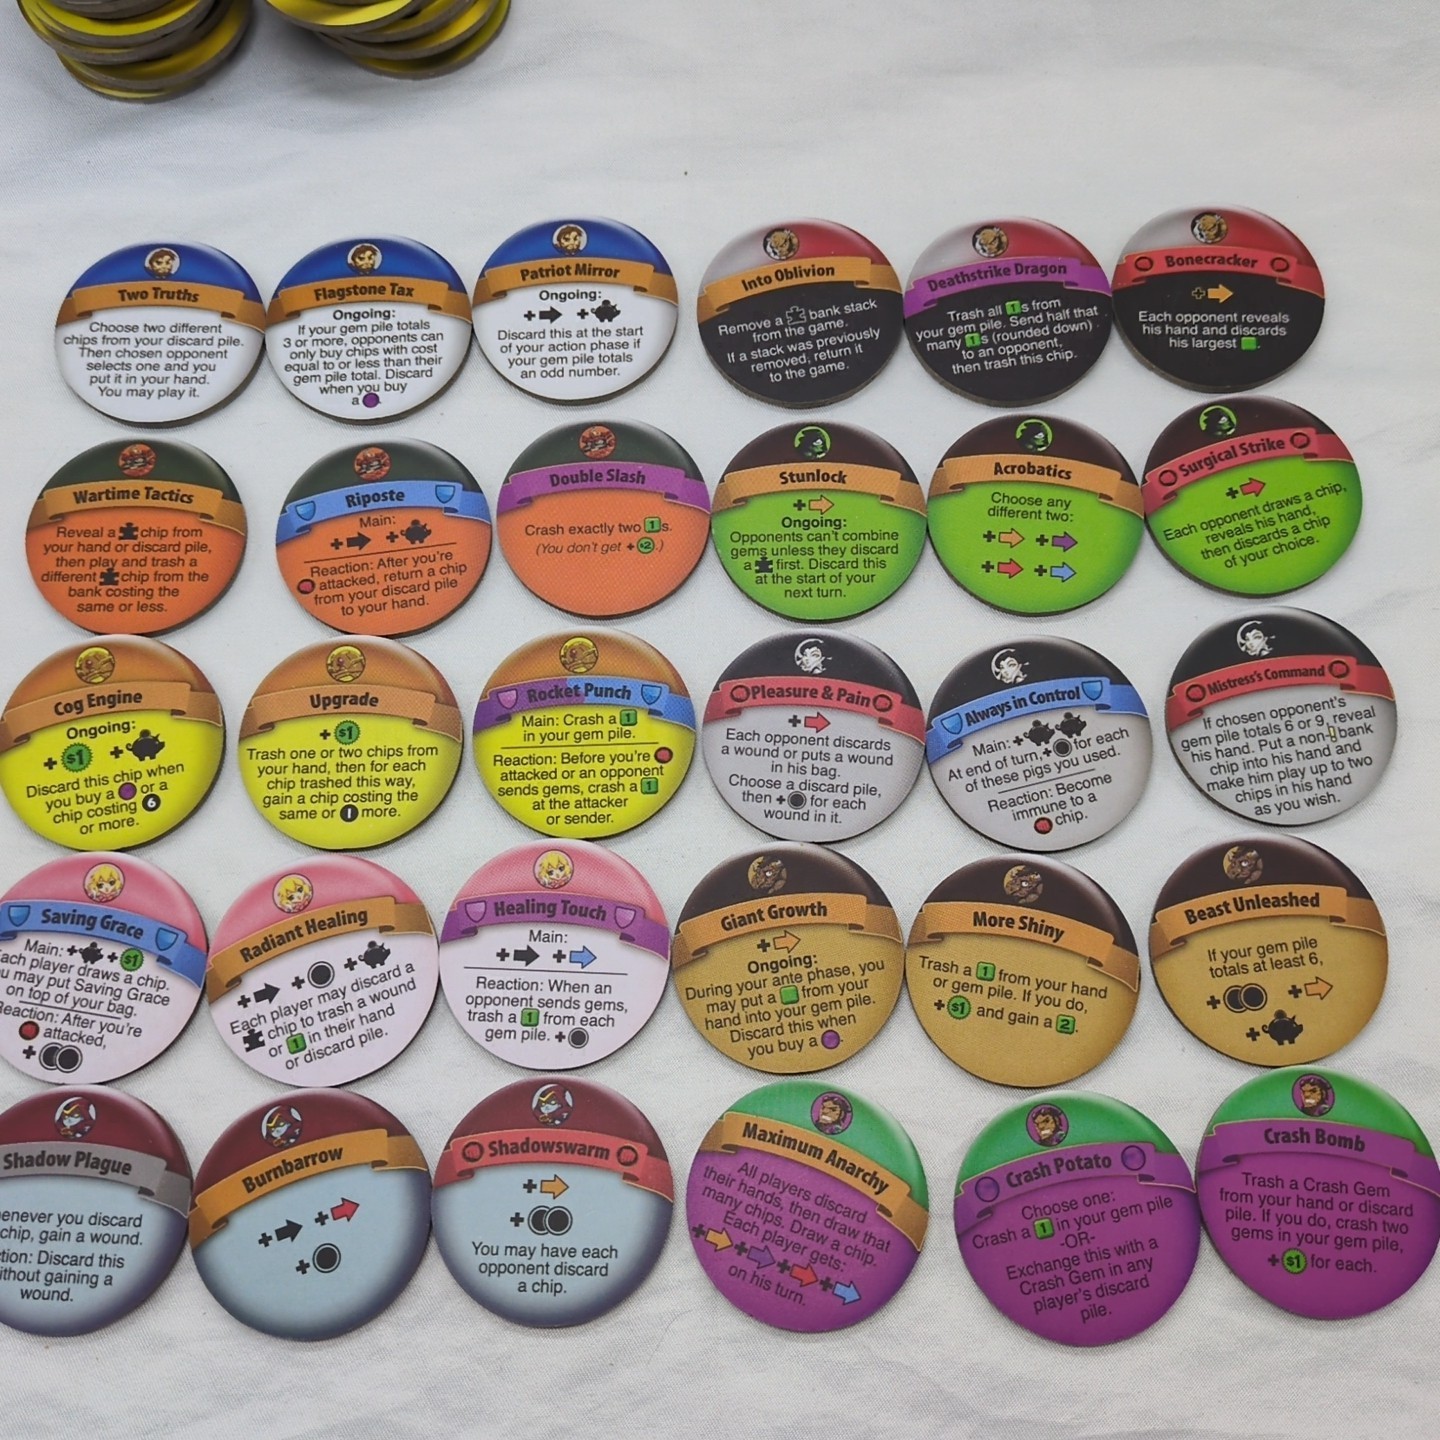 Two Truths
Choose two different
chips from your discard pile.
Then chosen opponent
selects one and you
put it in your hand.
You may play it.
Flagstone Tax
Ongoing:
If your gem pile totals
3 or more, opponents can
only buy chips with cost
equal to or less than their
gem pile total. Discard
when you buy
a
Patriot Mirror
Ongoing:
+ +
Discard this at the start
of your action phase if
your gem pile totals
an odd number.
Into Oblivion
Remove a bank stack
from the game.
If a stack was previously
removed, return it
to the game.
Deathstrike Dragon
Trash all 1s from
your gem pile. Send half that
many 1s (rounded down)
to an opponent,
then trash this chip.
Bonecracker
+
Each opponent reveals
his hand and discards
his largest .
Wartime Tactics
Reveal a chip from
your hand or discard pile,
then play and trash a
different chip from the
bank costing the
same or less.
Riposte
Main:
+ +
Reaction: After you're
attacked, return a chip
from your discard pile
to your hand.
Double Slash
Crash exactly two 1s.
(You don't get + $2.)
Stunlock
+
Ongoing:
Opponents can't combine
gems unless they discard
a first. Discard this
at the start of your
next turn.
Acrobatics
Choose any
different two:
+ +
+ +
Surgical Strike
+
Each opponent draws a chip,
reveals his hand,
then discards a chip
of your choice.
Cog Engine
Ongoing:
+ $1 +
Discard this chip when
you buy a or a
chip costing 6
or more.
Upgrade
+ $1
Trash one or two chips from
your hand, then for each
chip trashed this way,
gain a chip costing the
same or 1 more.
Rocket Punch
Main: Crash a 1
in your gem pile.
Reaction: Before you're
attacked or an opponent
sends gems, crash a 1
at the attacker
or sender.
Pleasure & Pain
+
Each opponent discards
a wound or puts a wound
in his bag.
Choose a discard pile,
then + for each
wound in it.
Always in Control
Main: +
At end of turn, + for each
of these pigs you used.
Reaction: Become
immune to a
chip.
Mistress's Command
If chosen opponent's
gem pile totals 6 or 9, reveal
his hand. Put a non- bank
chip into his hand and
make him play up to two
chips in his hand
as you wish.
Saving Grace
Main: + + $1
Each player draws a chip.
You may put Saving Grace
on top of your bag.
Reaction: After you're
attacked,
+
Radiant Healing
+ + +
Each player may discard a
chip to trash a wound
or 1 in their hand
or discard pile.
Healing Touch
Main:
+ +
Reaction: When an
opponent sends gems,
trash a 1 from each
gem pile. +
Giant Growth
+
Ongoing:
During your ante phase, you
may put a from your
hand into your gem pile.
Discard this when
you buy a .
More Shiny
Trash a 1 from your hand
or gem pile. If you do,
+ $1 and gain a 2.
Beast Unleashed
If your gem pile
totals at least 6,
+ +
+
Shadow Plague
enever you discard
chip, gain a wound.
ction: Discard this
ithout gaining a
wound.
Burnbarrow
+ +
+
Shadowswarm
+
+
You may have each
opponent discard
a chip.
Maximum Anarchy
All players discard
their hands, then draw that
many chips. Draw a chip.
Each player gets:
+ + + +
on his turn.
Crash Potato
Choose one:
Crash a 1 in your gem pile
-OR-
Exchange this with a
Crash Gem in any
player's discard
pile.
Crash Bomb
Trash a Crash Gem
from your hand or discard
pile. If you do, crash two
gems in your gem pile,
+ $1 for each.